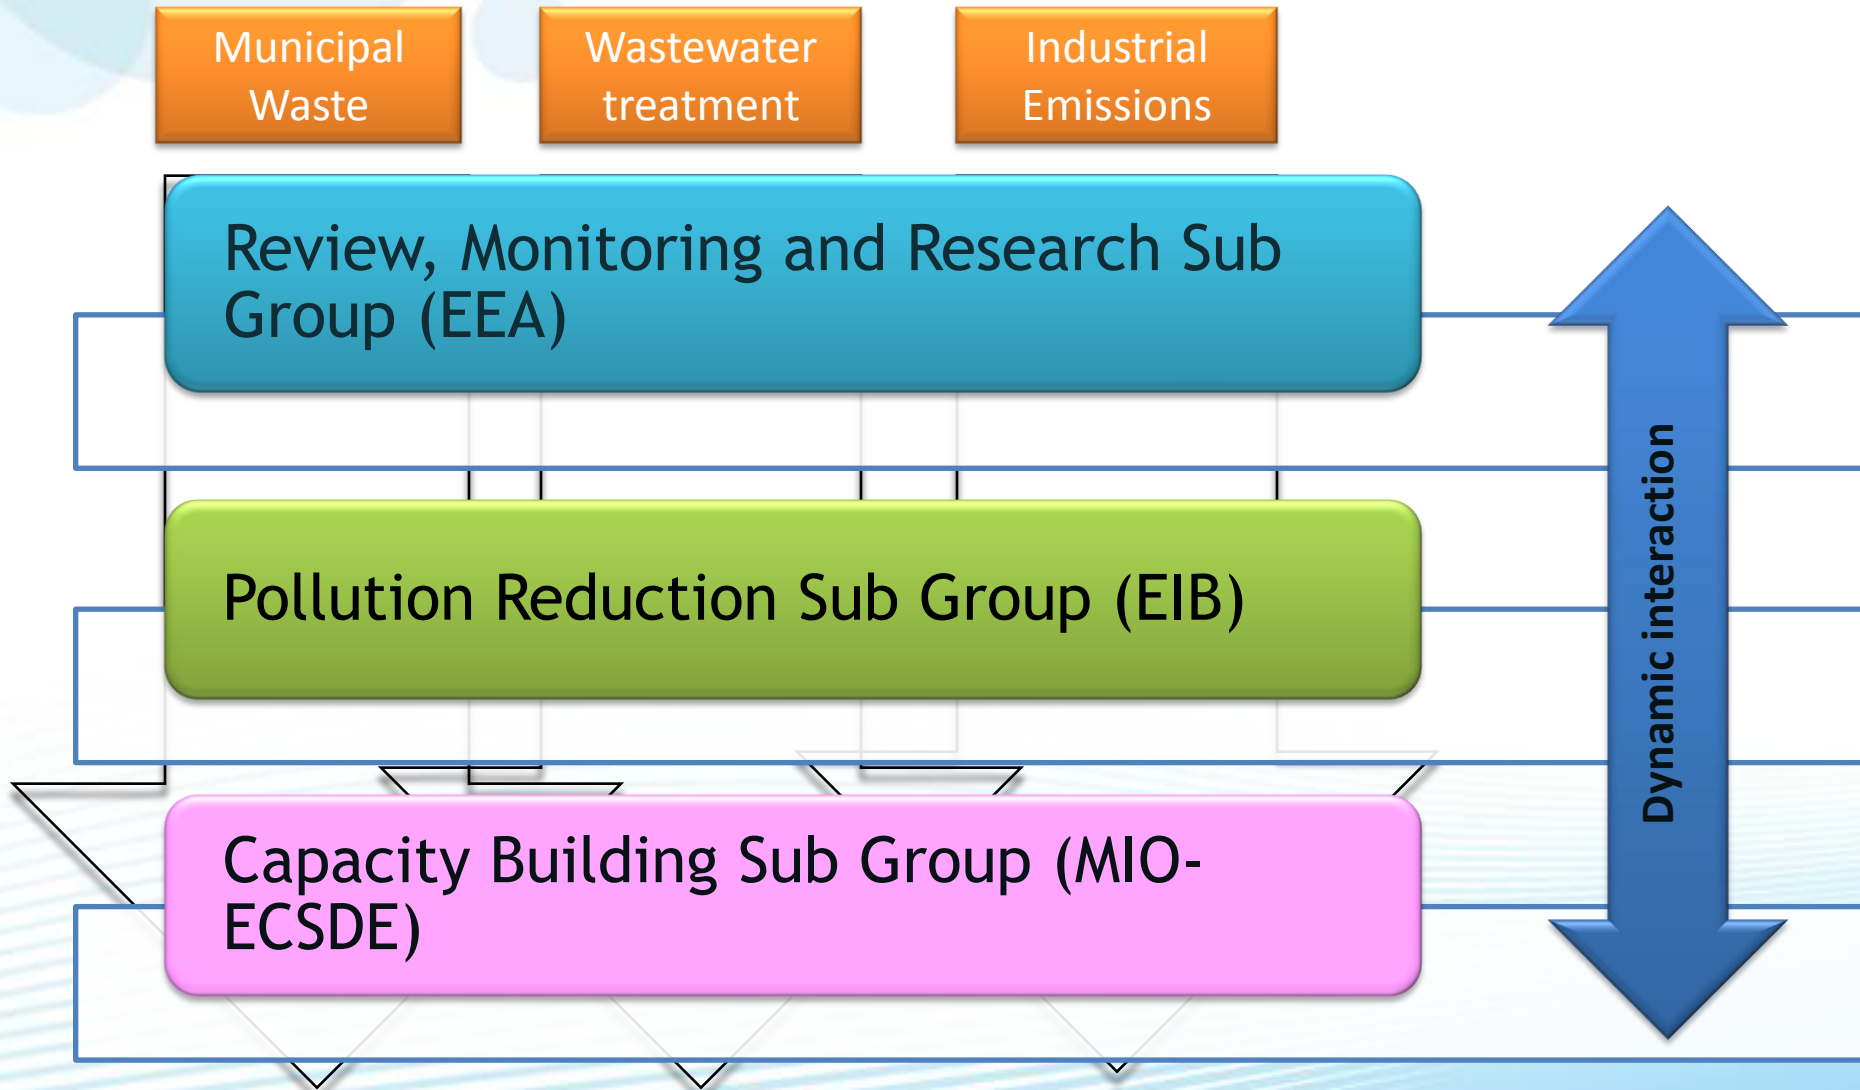 Municipal
Waste
Wastewater
treatment
Industrial
Emissions
Review, Monitoring and Research Sub
Group (EEA)
Pollution Reduction Sub Group (EIB)
Capacity Building Sub Group (MIO-
ECSDE)
Dynamic interaction